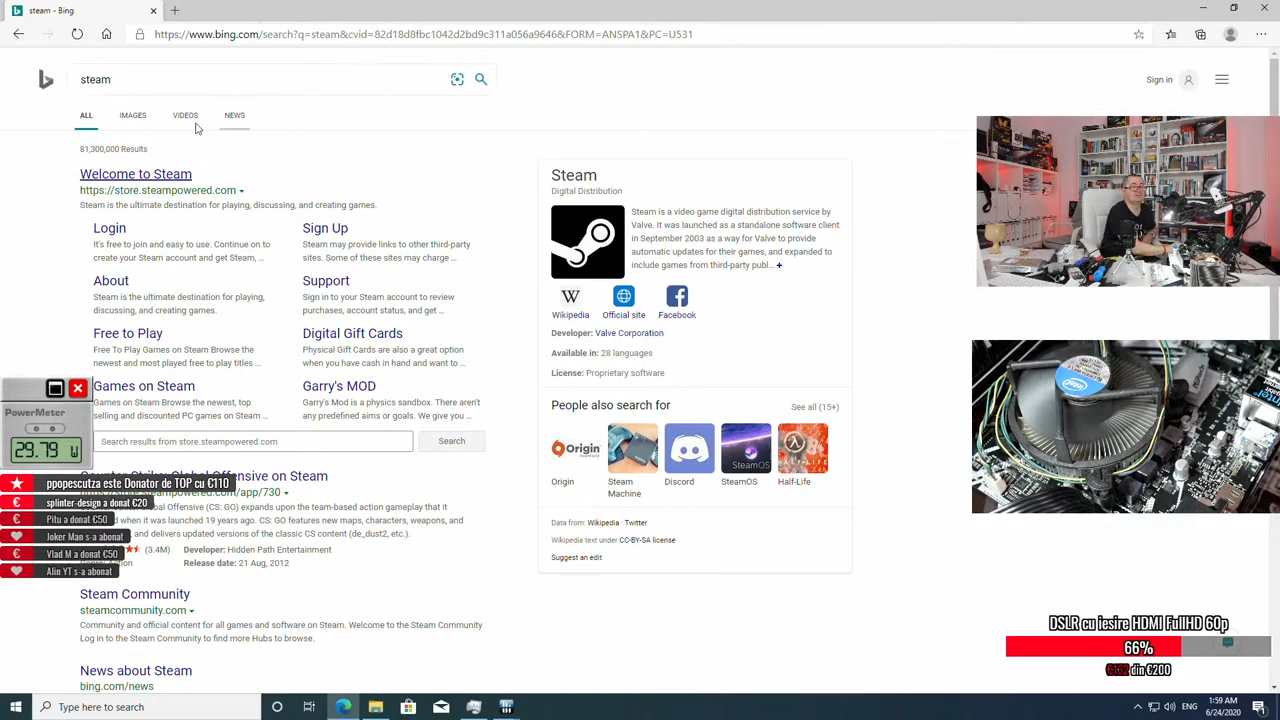 steam - Bing
https://www.bing.com/search?q=steam&cvid=82d18d8fbc1042d2bd9c311a056a9646&FORM=ANSPA1&PC=U531
steam
Sign in
ALL IMAGES VIDEOS NEWS
81,300,000 Results
Welcome to Steam
https://store.steampowered.com
Steam is the ultimate destination for playing, discussing, and creating games.
Login
It's free to join and easy to use. Continue on
to create your Steam account and get Steam, ...
Sign Up
Steam may provide links to other third-party
sites. Some of these sites may charge ...
About
Steam is the ultimate destination for playing,
discussing, and creating games.
Support
Sign in to your Steam account to review
purchases, account status, and get ...
Free to Play
Free To Play Games on Steam Browse the
newest and most played free to play titles ...
Digital Gift Cards
Physical Gift Cards are also a great option
when you have cash in hand and want to ...
Games on Steam
Games on Steam Browse the newest, top
selling and discounted PC games on Steam ...
Garry's MOD
Garry's Mod is a physics sandbox. There aren't
any predefined aims or goals. We give you ...
Search results from store.steampowered.com
Search
Counter-Strike: Global Offensive on Steam
https://store.steampowered.com/app/730
Global Offensive (CS: GO) expands upon the team-based action gameplay that it
when it was launched 19 years ago. CS: GO features new maps, characters, weapons, and
and delivers updated versions of the classic CS content (de_dust2, etc.).
(3.4M) Developer: Hidden Path Entertainment
Action Release date: 21 Aug, 2012
Steam Community
steamcommunity.com
Community and official content for all games and software on Steam. Welcome to the Steam Community
Log in to the Steam Community to find more Hubs to browse.
News about Steam
bing.com/news
Steam
Digital Distribution
Steam is a video game digital distribution service by
Valve. It was launched as a standalone software client
in September 2003 as a way for Valve to provide
automatic updates for their games, and expanded to
include games from third-party publ... +
Wikipedia Official site Facebook
Developer: Valve Corporation
Available in: 28 languages
License: Proprietary software
People also search for
See all (15+)
Origin
Steam Machine
Discord
SteamOS
Half-Life
Data from: Wikipedia · Twitter
Wikipedia text under CC-BY-SA license
Suggest an edit
PowerMeter
29.79 W
ppopescutza este Donator de TOP cu €110
splinter-design a donat €20
Pitu a donat €50
Joker Man s-a abonat
Vlad M a donat €50
Alin YT s-a abonat
intel
DSLR cu iesire HDMI FullHD 60p
66%
€132 din €200
Type here to search
ENG
1:59 AM
6/24/2020